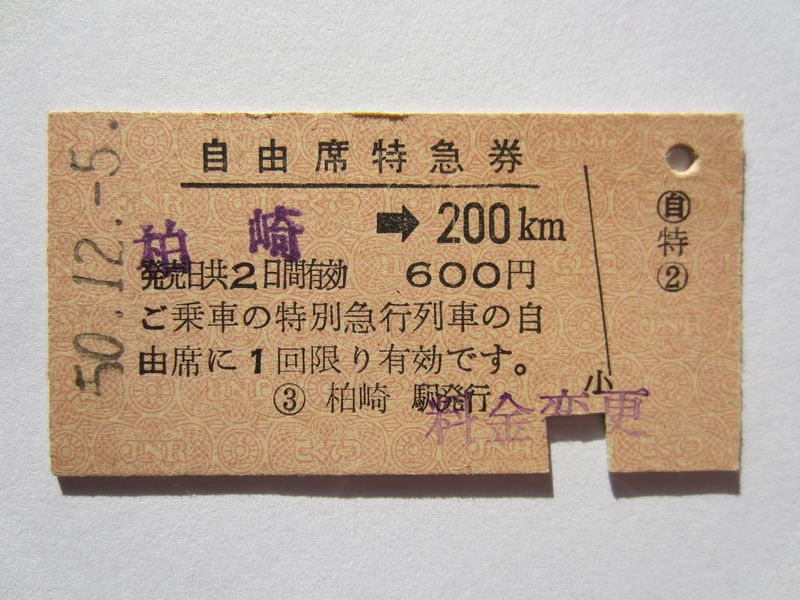 50.12.-5.
自由席特急券
柏崎 ➡ 200km
発売日共2日間有効 600円
ご乗車の特別急行列車の自
由席に1回限り有効です。
③ 柏崎 駅発行
料金変更
小
㊀自
特
②